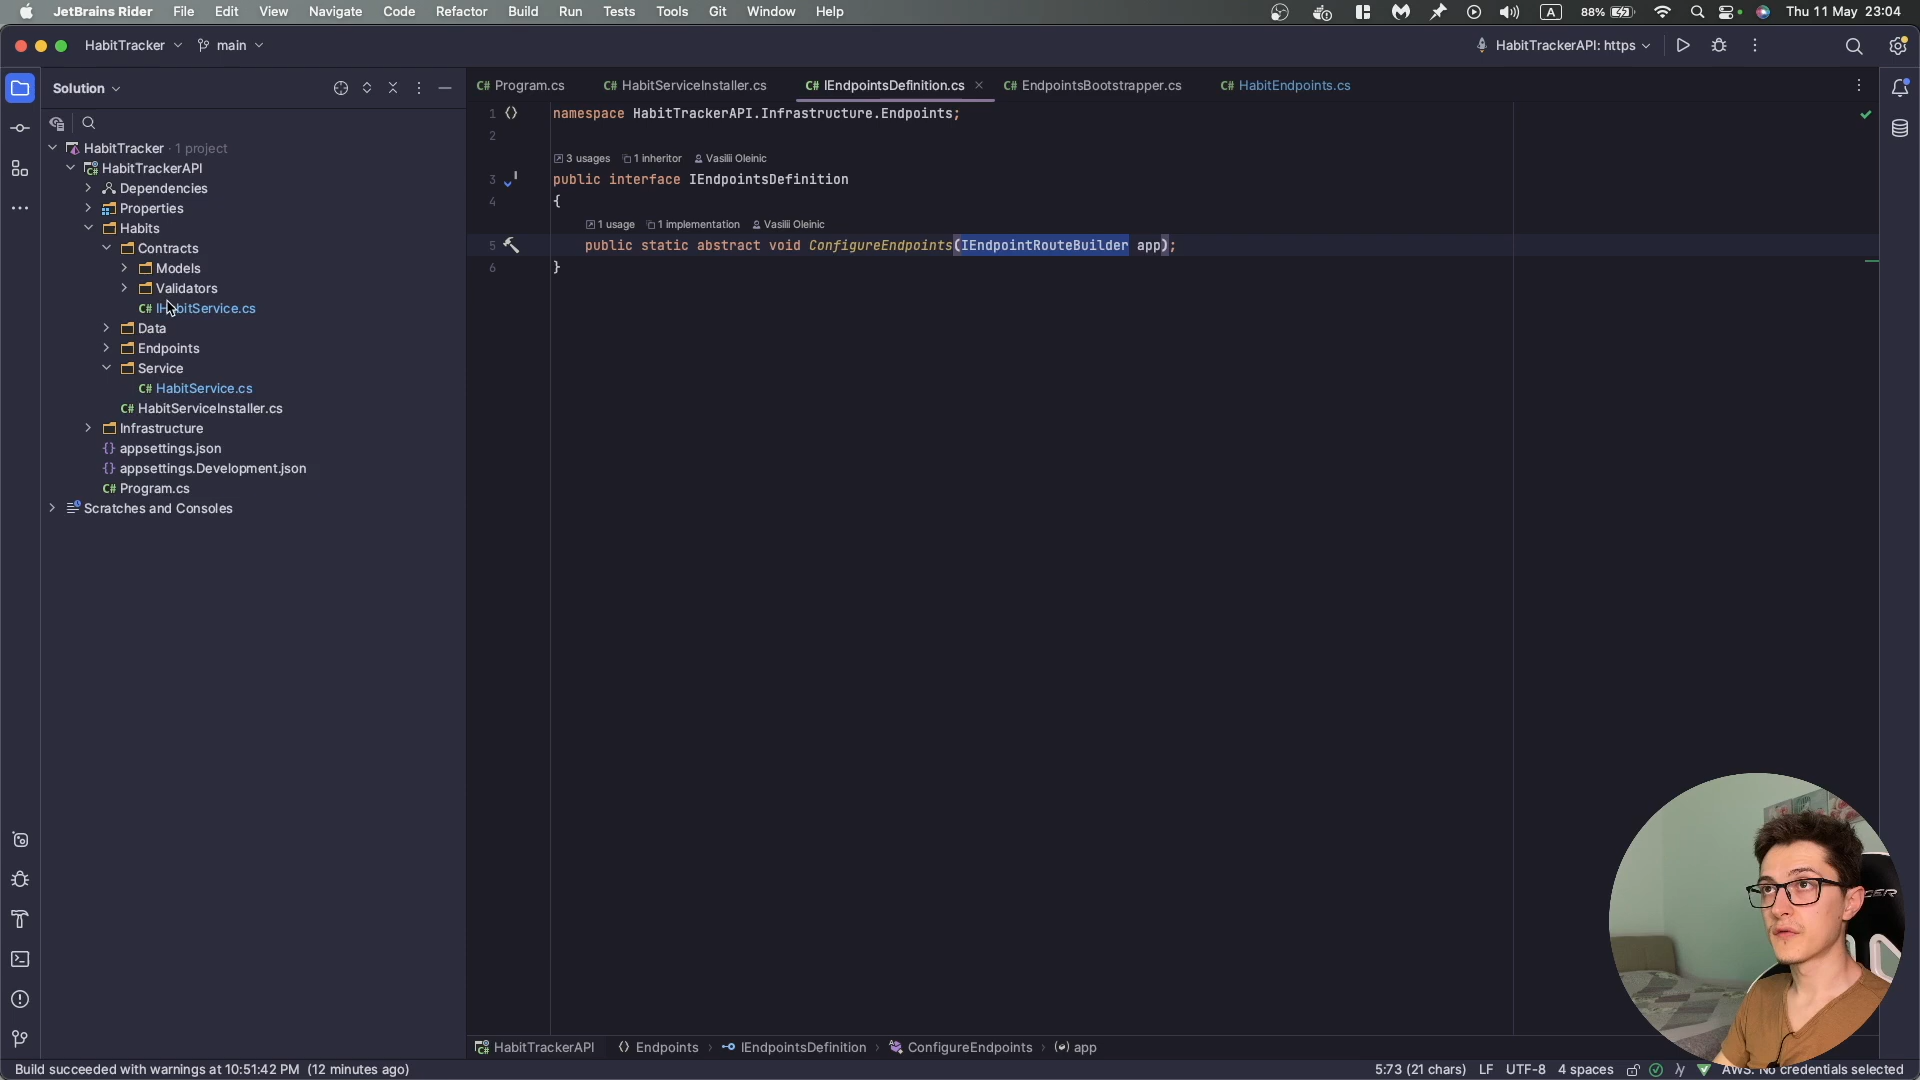 JetBrains Rider File Edit View Navigate Code Refactor Build Run Tests Tools Git Window Help A 88% Thu 11 May 23:04
HabitTracker main HabitTrackerAPI: https
Solution
C# Program.cs C# HabitServiceInstaller.cs C# IEndpointsDefinition.cs C# EndpointsBootstrapper.cs C# HabitEndpoints.cs
HabitTracker · 1 project
HabitTrackerAPI
Dependencies
Properties
Habits
Contracts
Models
Validators
C# IHabitService.cs
Data
Endpoints
Service
C# HabitService.cs
C# HabitServiceInstaller.cs
Infrastructure
{} appsettings.json
{} appsettings.Development.json
C# Program.cs
Scratches and Consoles
1 namespace HabitTrackerAPI.Infrastructure.Endpoints;
2
3 usages 1 inheritor Vasilii Oleinic
3 public interface IEndpointsDefinition
4 {
1 usage 1 implementation Vasilii Oleinic
5 public static abstract void ConfigureEndpoints(IEndpointRouteBuilder app);
6 }
HabitTrackerAPI Endpoints IEndpointsDefinition ConfigureEndpoints app
Build succeeded with warnings at 10:51:42 PM (12 minutes ago) 5:73 (21 chars) LF UTF-8 4 spaces AWS: No credentials selected